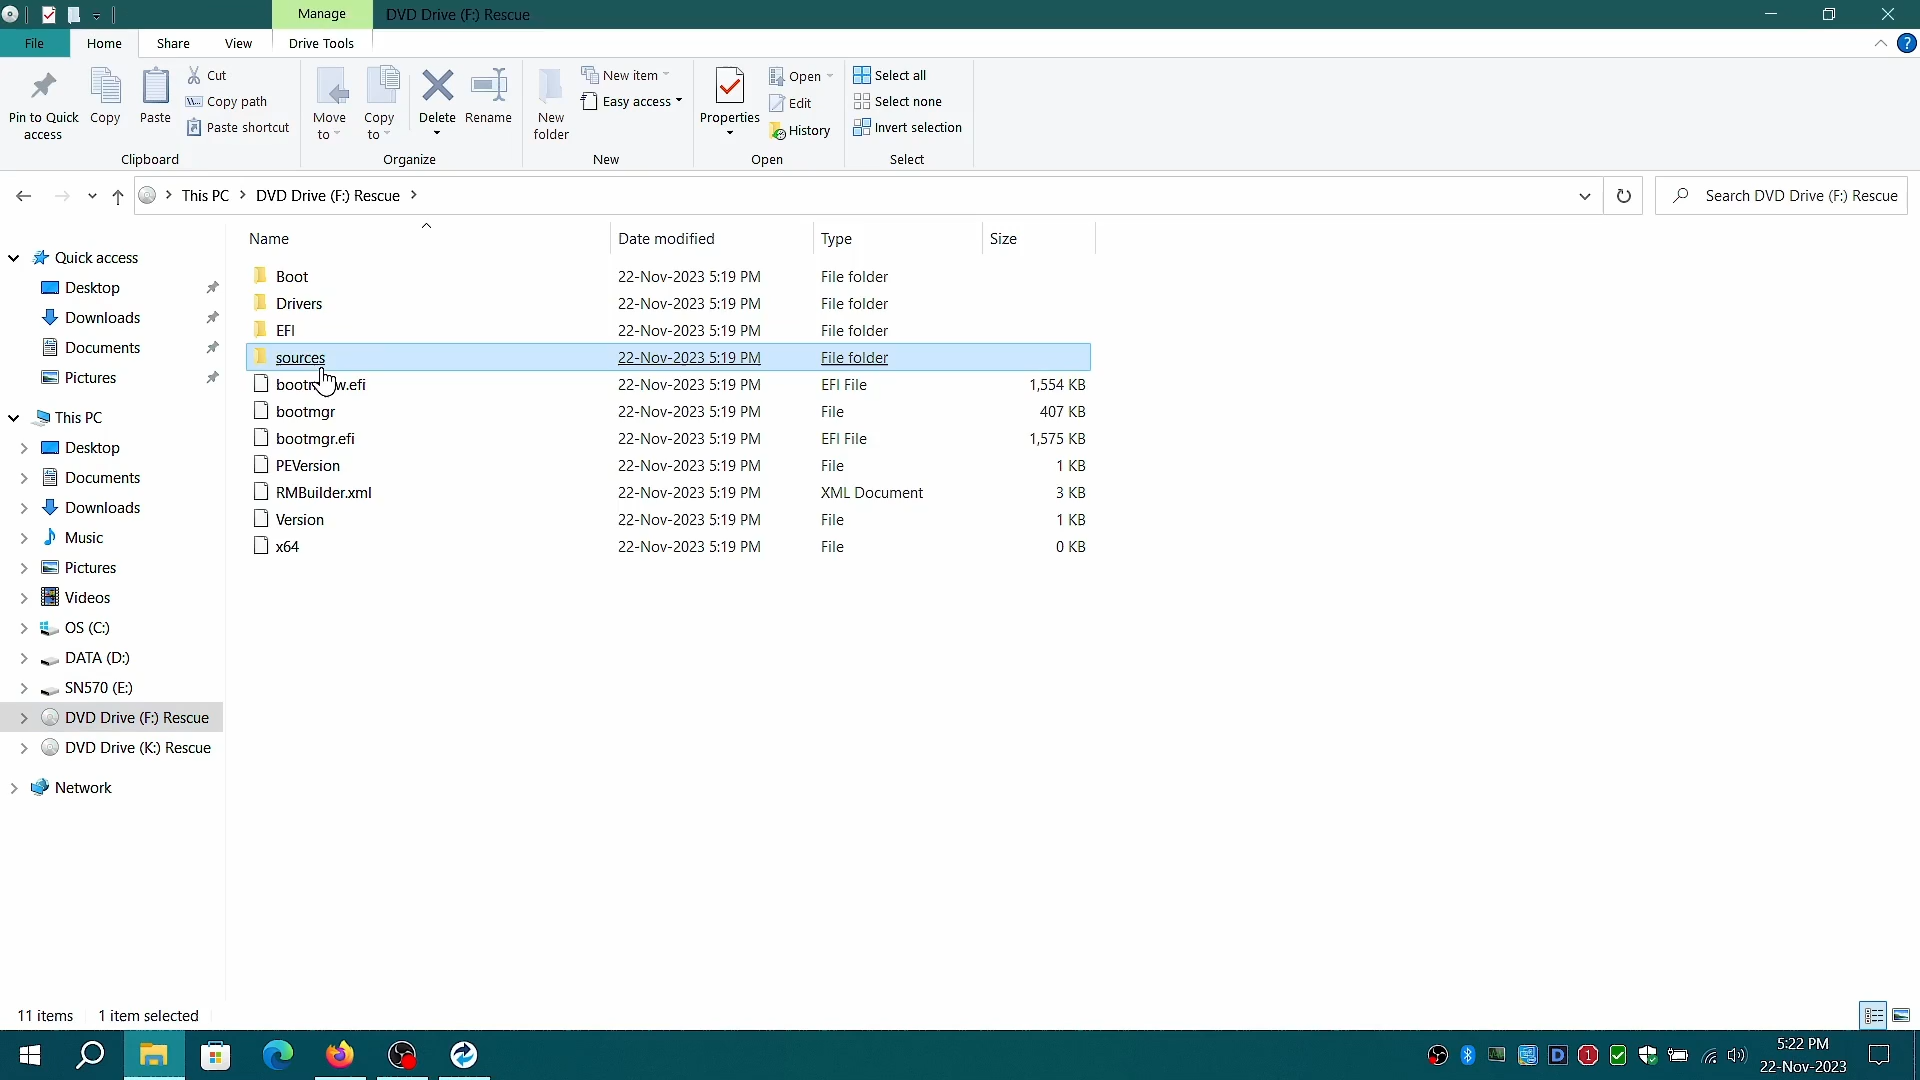 Manage
DVD Drive (F:) Rescue
File
Home
Share
View
Drive Tools
Pin to Quick access
Copy
Paste
Cut
Copy path
Paste shortcut
Clipboard
Move to
Copy to
Delete
Rename
Organize
New folder
New item
Easy access
New
Properties
Open
Edit
History
Open
Select all
Select none
Invert selection
Select
This PC
DVD Drive (F:) Rescue
Search DVD Drive (F:) Rescue
Name Date modified Type Size
Boot 22-Nov-2023 5:19 PM File folder
Drivers 22-Nov-2023 5:19 PM File folder
EFI 22-Nov-2023 5:19 PM File folder
sources 22-Nov-2023 5:19 PM File folder
w.efi 22-Nov-2023 5:19 PM EFI File 1,554 KB
bootmgr 22-Nov-2023 5:19 PM File 407 KB
bootmgr.efi 22-Nov-2023 5:19 PM EFI File 1,575 KB
PEVersion 22-Nov-2023 5:19 PM File 1 KB
RMBuilder.xml 22-Nov-2023 5:19 PM XML Document 3 KB
Version 22-Nov-2023 5:19 PM File 1 KB
x64 22-Nov-2023 5:19 PM File 0 KB
Quick access
Desktop
Downloads
Documents
Pictures
This PC
Desktop
Documents
Downloads
Music
Pictures
Videos
OS (C:)
DATA (D:)
SN570 (E:)
DVD Drive (F:) Rescue
DVD Drive (K:) Rescue
Network
11 items 1 item selected
5:22 PM
22-Nov-2023